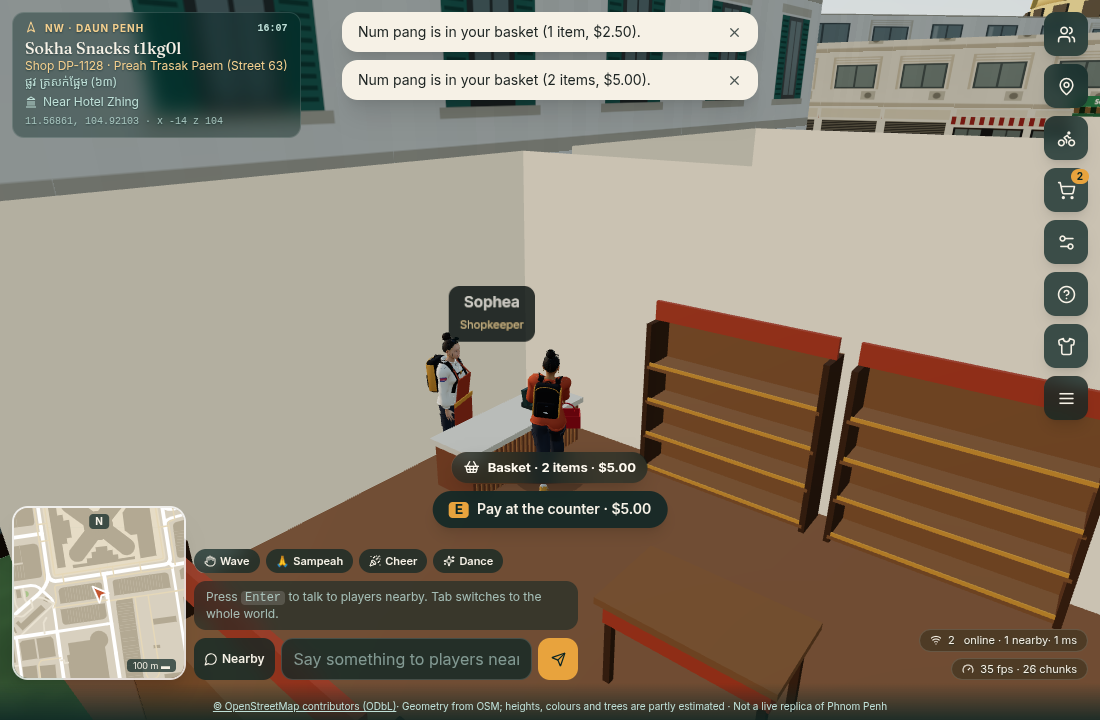 NW · DAUN PENH
16:07
Sokha Snacks t1kg0l
Shop DP-1128 · Preah Trasak Paem (Street 63)
ផ្លូវ ត្រសក់ផ្អែម (៦៣)
Near Hotel Zhing
11.56861, 104.92103 · x -14 z 104
Num pang is in your basket (1 item, $2.50).
Num pang is in your basket (2 items, $5.00).
2
Sophea
Shopkeeper
Basket · 2 items · $5.00
E Pay at the counter · $5.00
N
100 m
Wave
Sampeah
Cheer
Dance
Press Enter to talk to players nearby. Tab switches to the
whole world.
Nearby
Say something to players near
2 online · 1 nearby · 1 ms
35 fps · 26 chunks
© OpenStreetMap contributors (ODbL) · Geometry from OSM; heights, colours and trees are partly estimated · Not a live replica of Phnom Penh